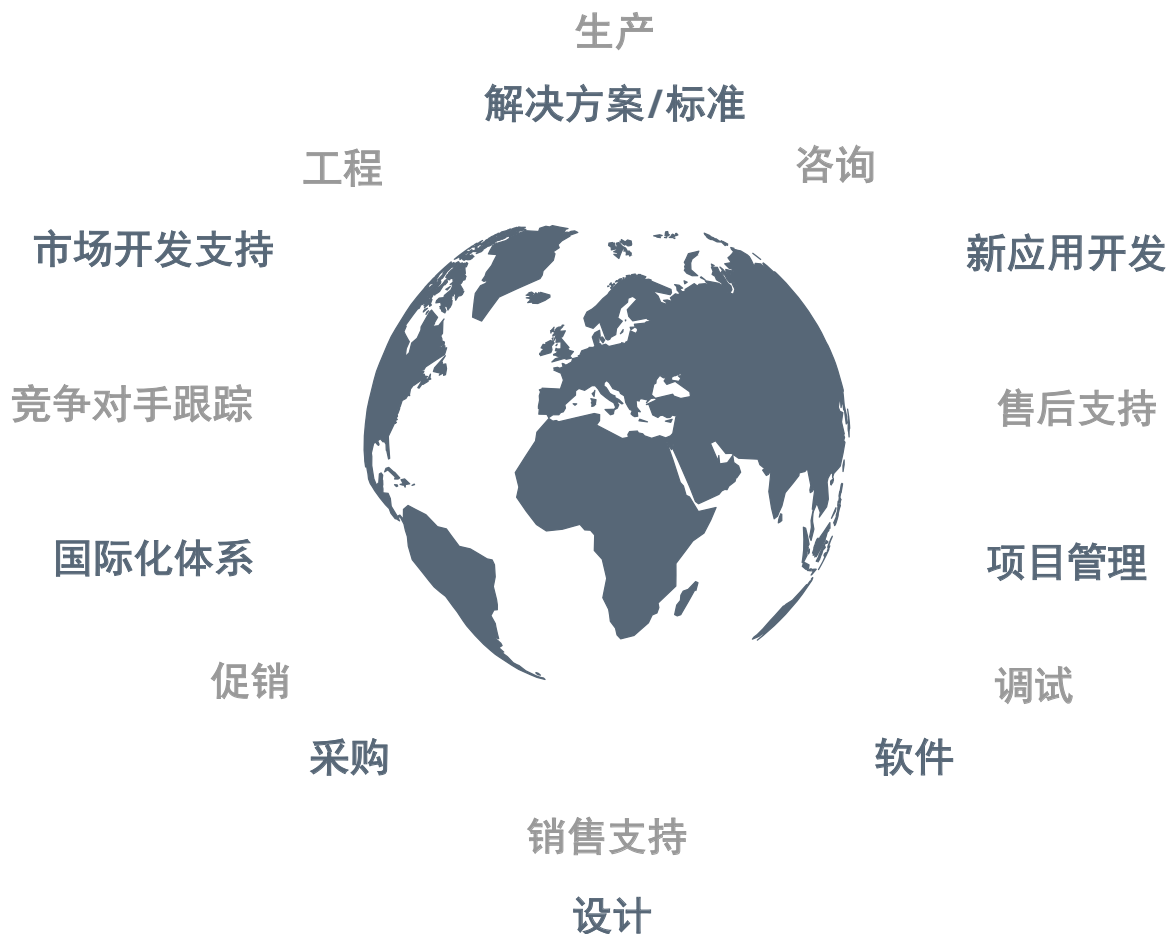 生产
解决方案/标准
工程
咨询
市场开发支持
新应用开发
竞争对手跟踪
售后支持
国际化体系
项目管理
促销
调试
采购
软件
销售支持
设计